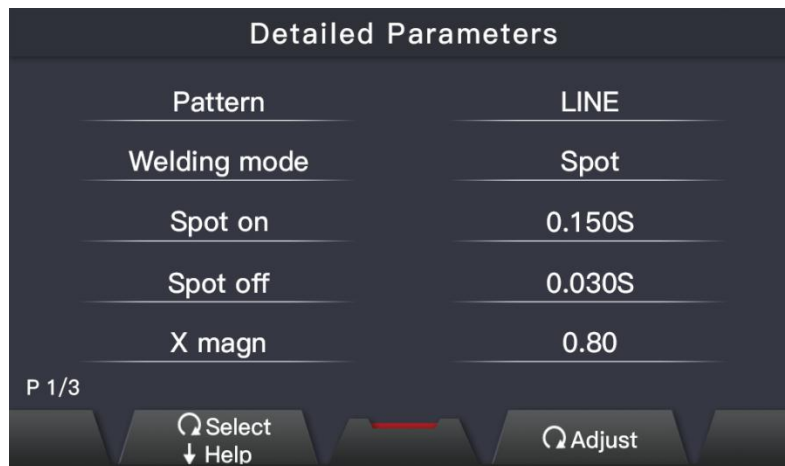 Detailed Parameters
Pattern LINE
Welding mode Spot
Spot on 0.150S
Spot off 0.030S
X magn 0.80
P 1/3
Select
↓ Help
Adjust